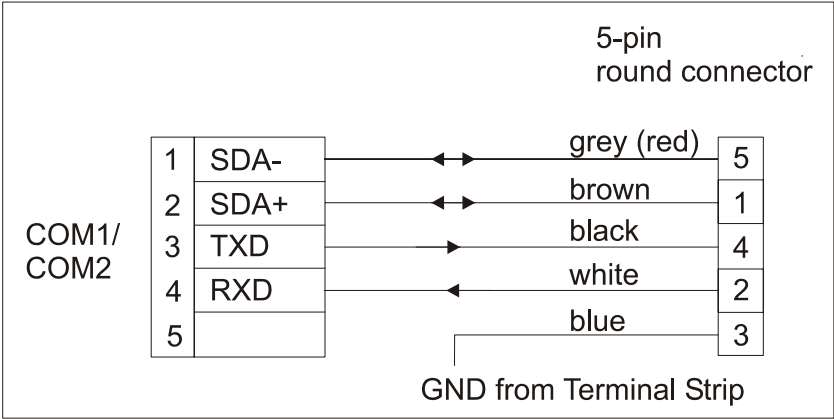 5-pin
round connector
1 SDA- grey (red) 5
2 SDA+ brown 1
COM1/
COM2
3 TXD black 4
4 RXD white 2
5 blue 3
GND from Terminal Strip